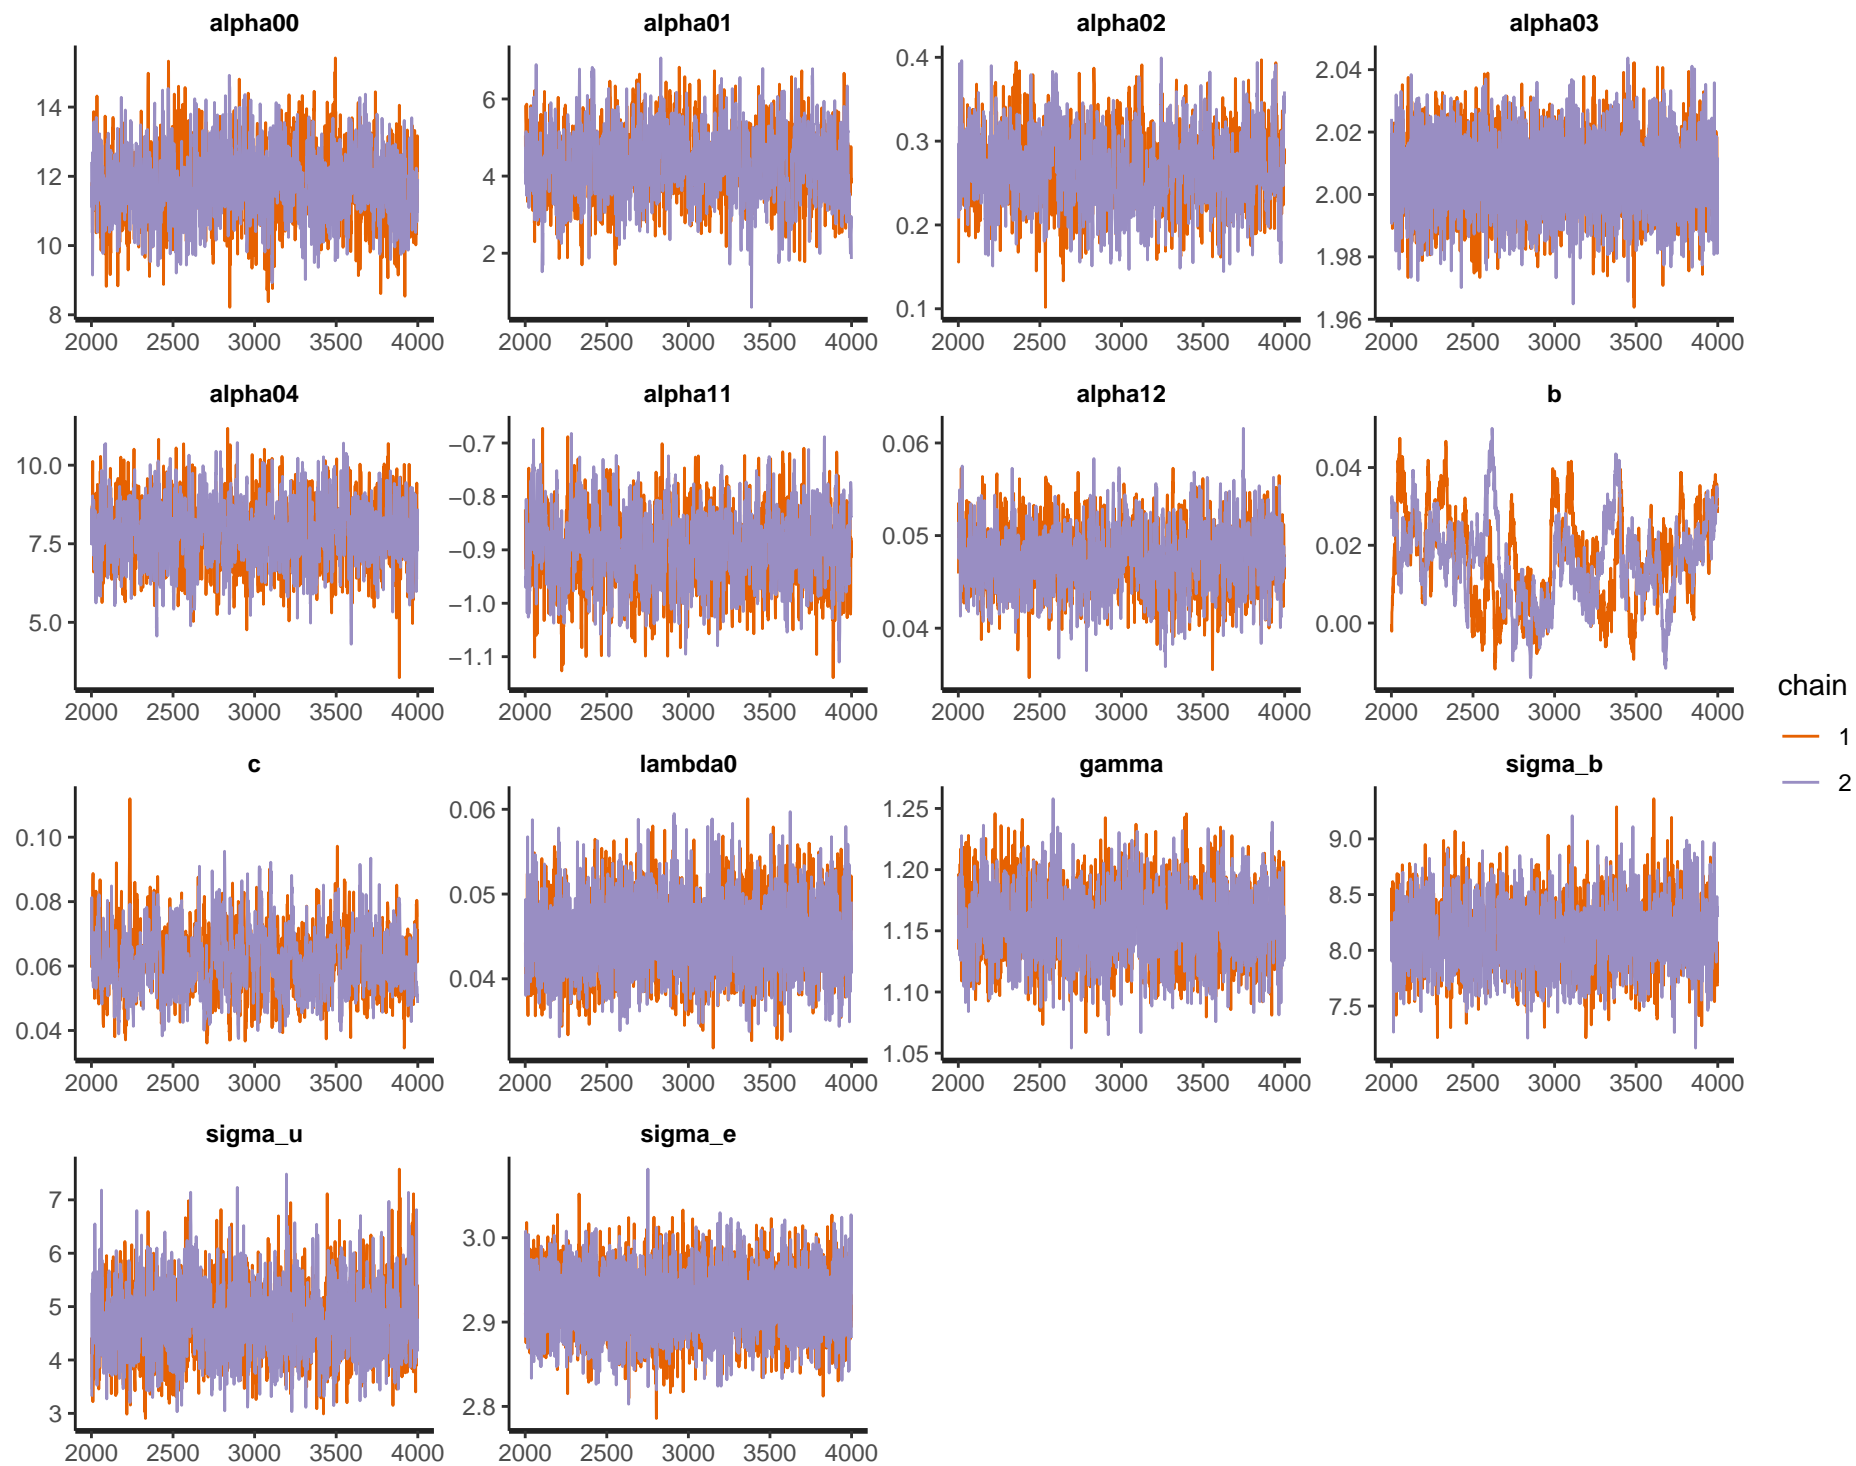 alpha00 alpha01 alpha02 alpha03
14 12 10 8
6 4 2
0.4 0.3 0.2 0.1
2.04 2.02 2.00 1.98 1.96
2000 2500 3000 3500 4000 2000 2500 3000 3500 4000 2000 2500 3000 3500 4000 2000 2500 3000 3500 4000
alpha04 alpha11 alpha12 b
10.0 7.5 5.0
−0.7 −0.8 −0.9 −1.0 −1.1
0.06 0.05 0.04
0.04 0.02 0.00
2000 2500 3000 3500 4000 2000 2500 3000 3500 4000 2000 2500 3000 3500 4000 2000 2500 3000 3500 4000
c lambda0 gamma sigma_b
0.10 0.08 0.06 0.04
0.06 0.05 0.04
1.25 1.20 1.15 1.10 1.05
9.0 8.5 8.0 7.5
2000 2500 3000 3500 4000 2000 2500 3000 3500 4000 2000 2500 3000 3500 4000 2000 2500 3000 3500 4000
sigma_u sigma_e
7 6 5 4 3
3.0 2.9 2.8
2000 2500 3000 3500 4000 2000 2500 3000 3500 4000
chain
1
2